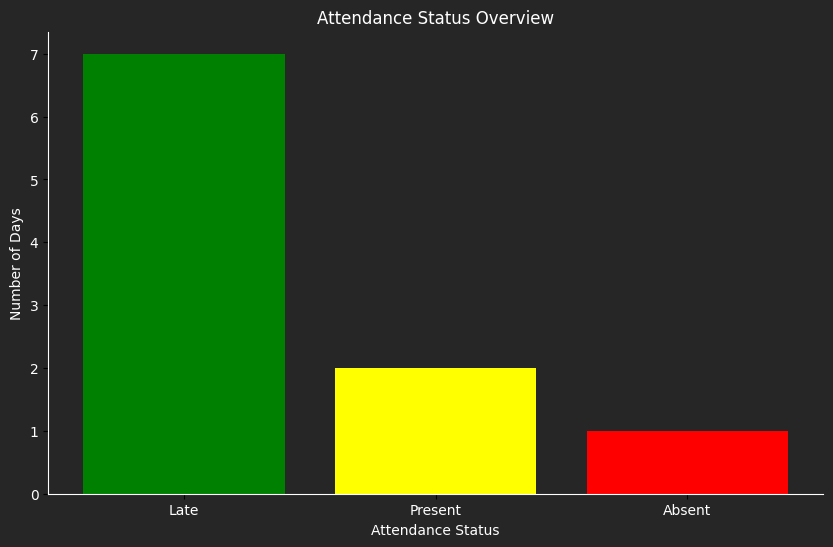 Attendance Status Overview
Number of Days
7
6
5
4
3
2
1
0
Late Present Absent
Attendance Status